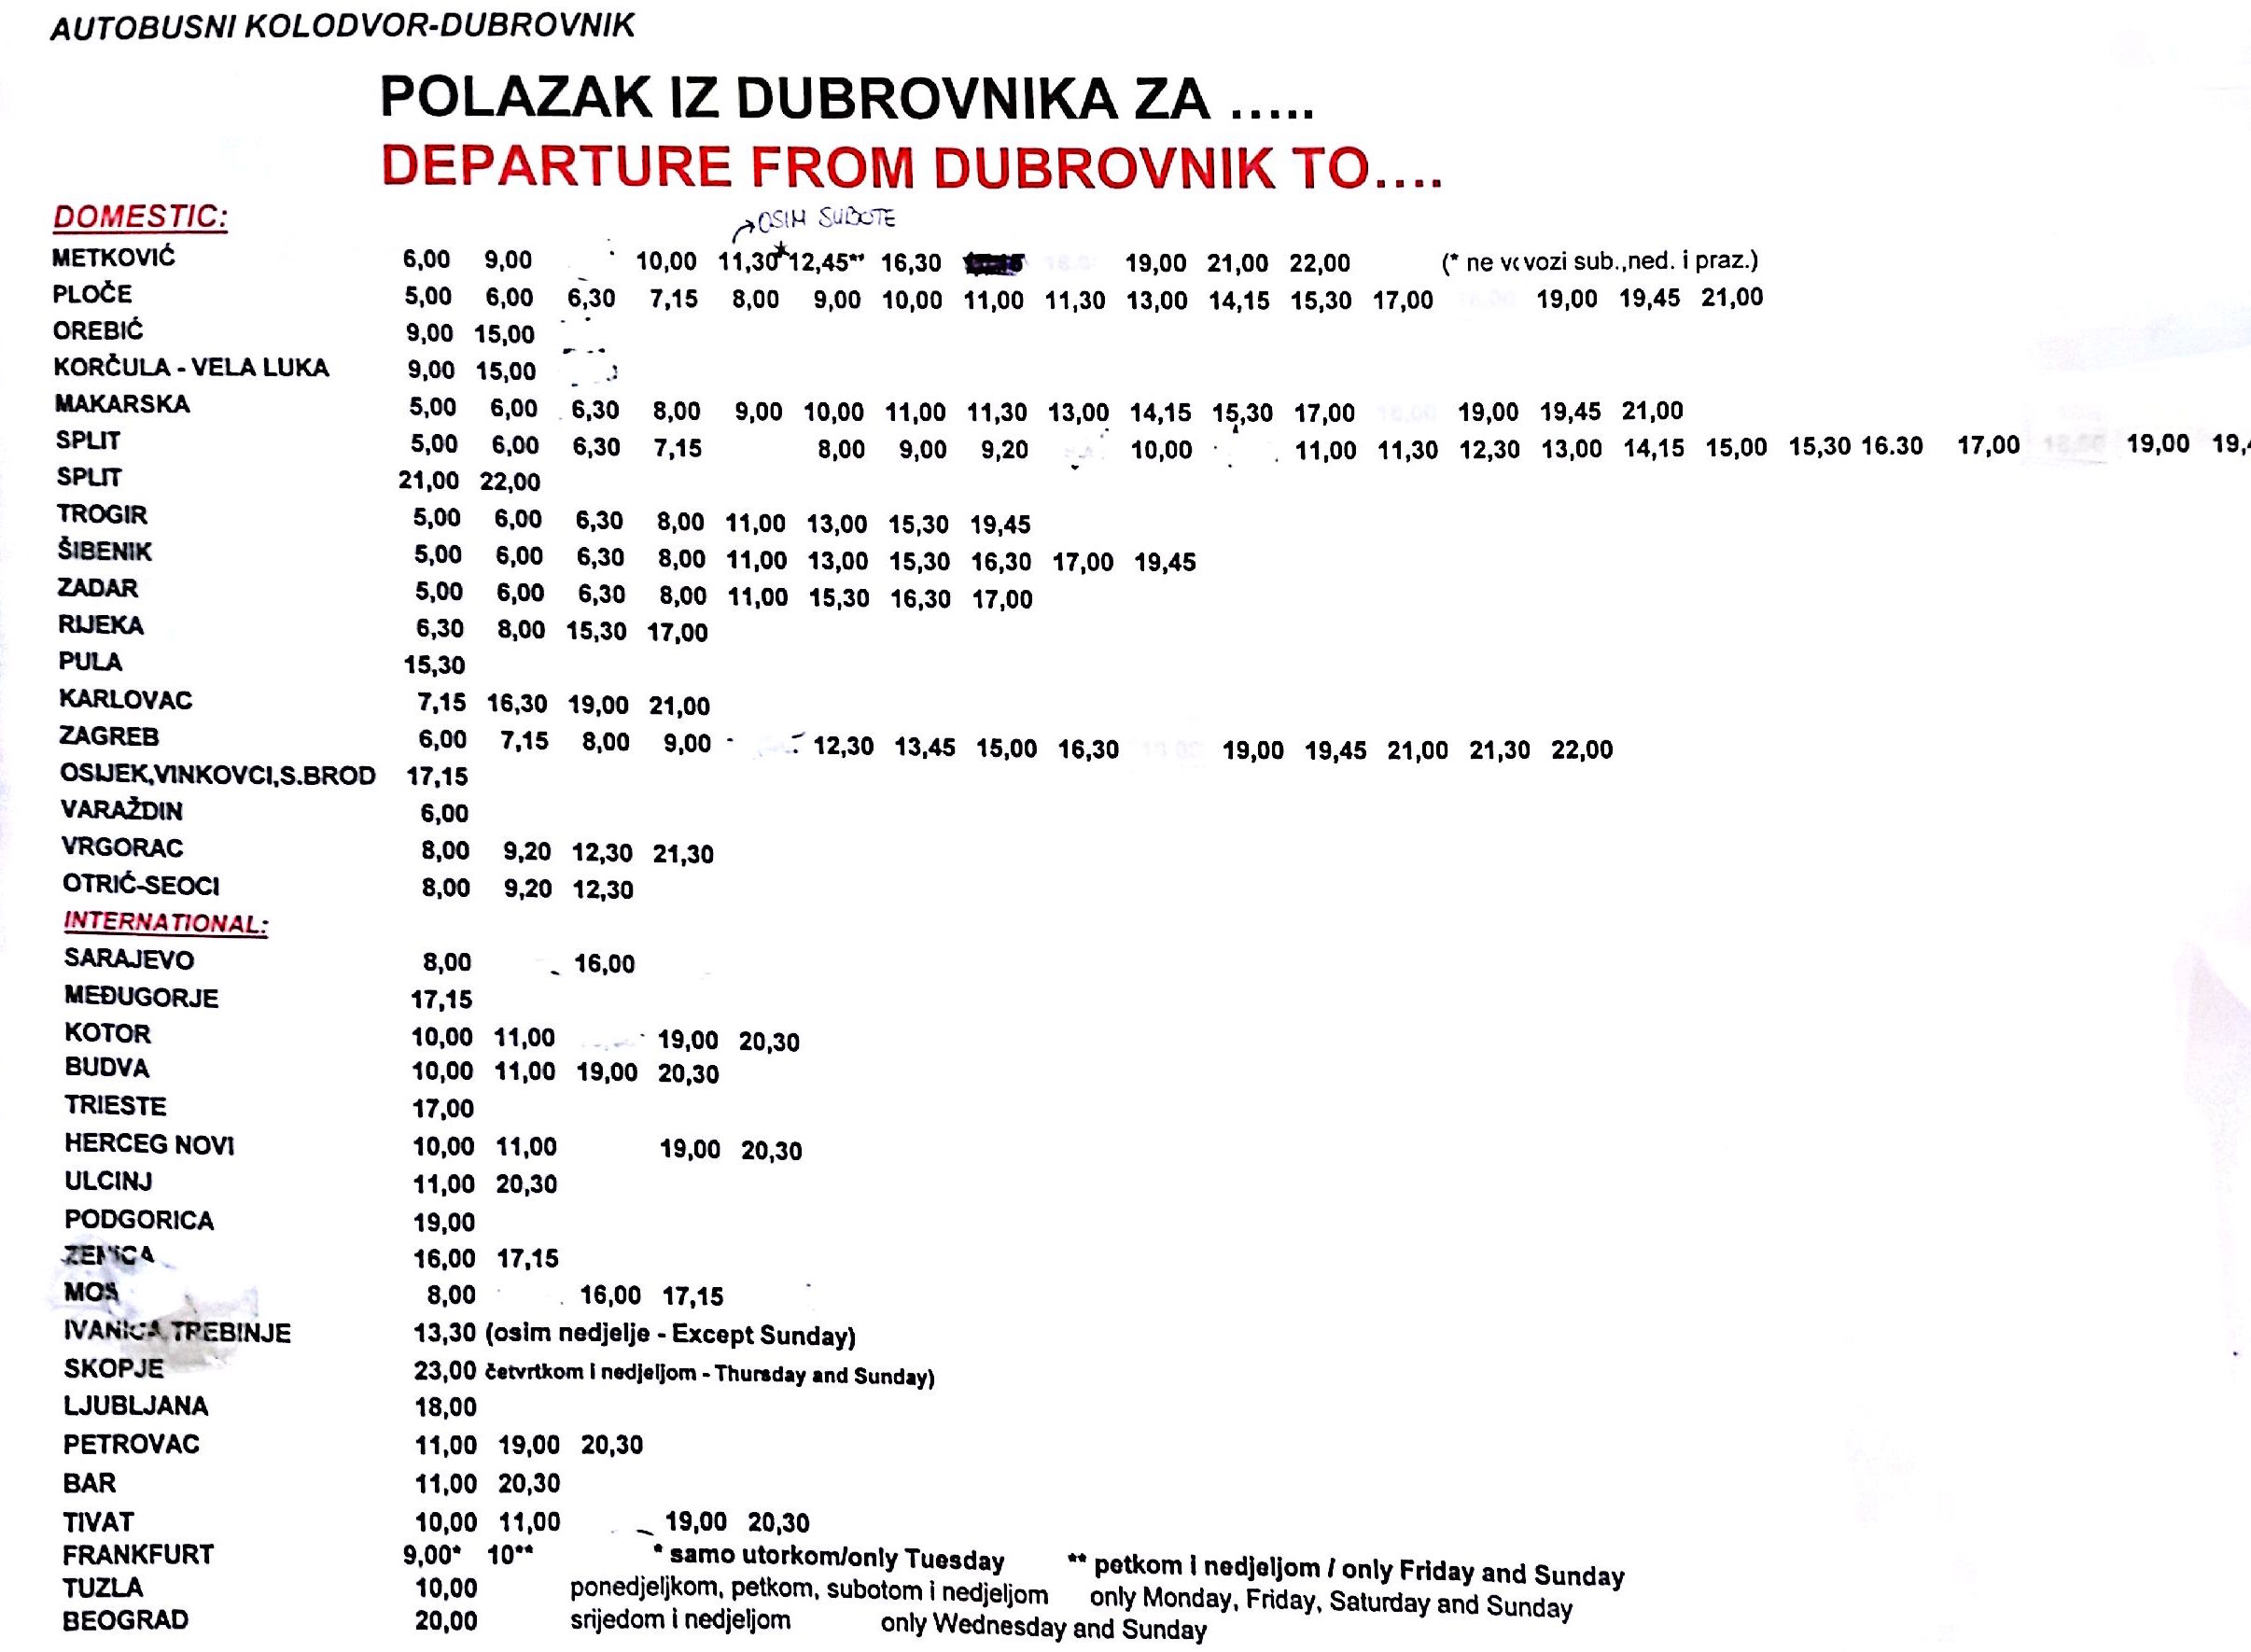 AUTOBUSNI KOLODVOR-DUBROVNIK
POLAZAK IZ DUBROVNIKA ZA .....
DEPARTURE FROM DUBROVNIK TO....
DOMESTIC: OSIM SUBOTE
METKOVIĆ 6,00 9,00 10,00 11,30* 12,45** 16,30 19,00 21,00 22,00 (* ne vozi sub.,ned. i praz.)
PLOČE 5,00 6,00 6,30 7,15 8,00 9,00 10,00 11,00 11,30 13,00 14,15 15,30 17,00 19,00 19,45 21,00
OREBIĆ 9,00 15,00
KORČULA - VELA LUKA 9,00 15,00
MAKARSKA 5,00 6,00 6,30 8,00 9,00 10,00 11,00 11,30 13,00 14,15 15,30 17,00 19,00 19,45 21,00
SPLIT 5,00 6,00 6,30 7,15 8,00 9,00 9,20 10,00 11,00 11,30 12,30 13,00 14,15 15,00 15,30 16.30 17,00 19,00
SPLIT 21,00 22,00
TROGIR 5,00 6,00 6,30 8,00 11,00 13,00 15,30 19,45
ŠIBENIK 5,00 6,00 6,30 8,00 11,00 13,00 15,30 16,30 17,00 19,45
ZADAR 5,00 6,00 6,30 8,00 11,00 15,30 16,30 17,00
RIJEKA 6,30 8,00 15,30 17,00
PULA 15,30
KARLOVAC 7,15 16,30 19,00 21,00
ZAGREB 6,00 7,15 8,00 9,00 12,30 13,45 15,00 16,30 19,00 19,45 21,00 21,30 22,00
OSIJEK,VINKOVCI,S.BROD 17,15
VARAŽDIN 6,00
VRGORAC 8,00 9,20 12,30 21,30
OTRIĆ-SEOCI 8,00 9,20 12,30
INTERNATIONAL:
SARAJEVO 8,00 16,00
MEĐUGORJE 17,15
KOTOR 10,00 11,00 19,00 20,30
BUDVA 10,00 11,00 19,00 20,30
TRIESTE 17,00
HERCEG NOVI 10,00 11,00 19,00 20,30
ULCINJ 11,00 20,30
PODGORICA 19,00
ZENICA 16,00 17,15
MOS 8,00 16,00 17,15
IVANICA,TREBINJE 13,30 (osim nedjelje - Except Sunday)
SKOPJE 23,00 četvrtkom i nedjeljom - Thursday and Sunday)
LJUBLJANA 18,00
PETROVAC 11,00 19,00 20,30
BAR 11,00 20,30
TIVAT 10,00 11,00 19,00 20,30
FRANKFURT 9,00* 10** * samo utorkom/only Tuesday ** petkom i nedjeljom / only Friday and Sunday
TUZLA 10,00 ponedjeljkom, petkom, subotom i nedjeljom only Monday, Friday, Saturday and Sunday
BEOGRAD 20,00 srijedom i nedjeljom only Wednesday and Sunday